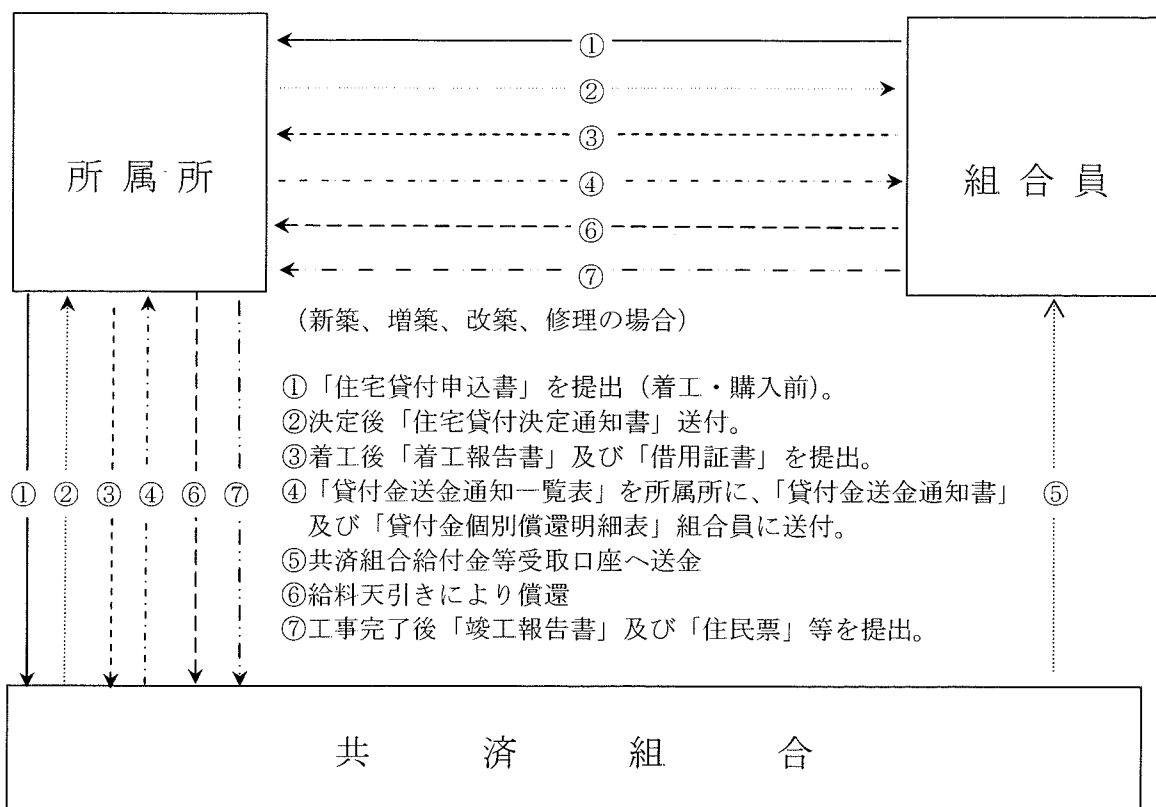 ①
②
③
④
⑥
⑦
所属所
組合員
(新築、増築、改築、修理の場合)
①「住宅貸付申込書」を提出(着工・購入前)。
②決定後「住宅貸付決定通知書」送付。
③着工後「着工報告書」及び「借用証書」を提出。
④「貸付金送金通知一覧表」を所属所に、「貸付金送金通知書」
及び「貸付金個別償還明細表」組合員に送付。
⑤共済組合給付金等受取口座へ送金
⑥給料天引きにより償還
⑦工事完了後「竣工報告書」及び「住民票」等を提出。
① ② ③ ④ ⑥ ⑦
⑤
共済組合